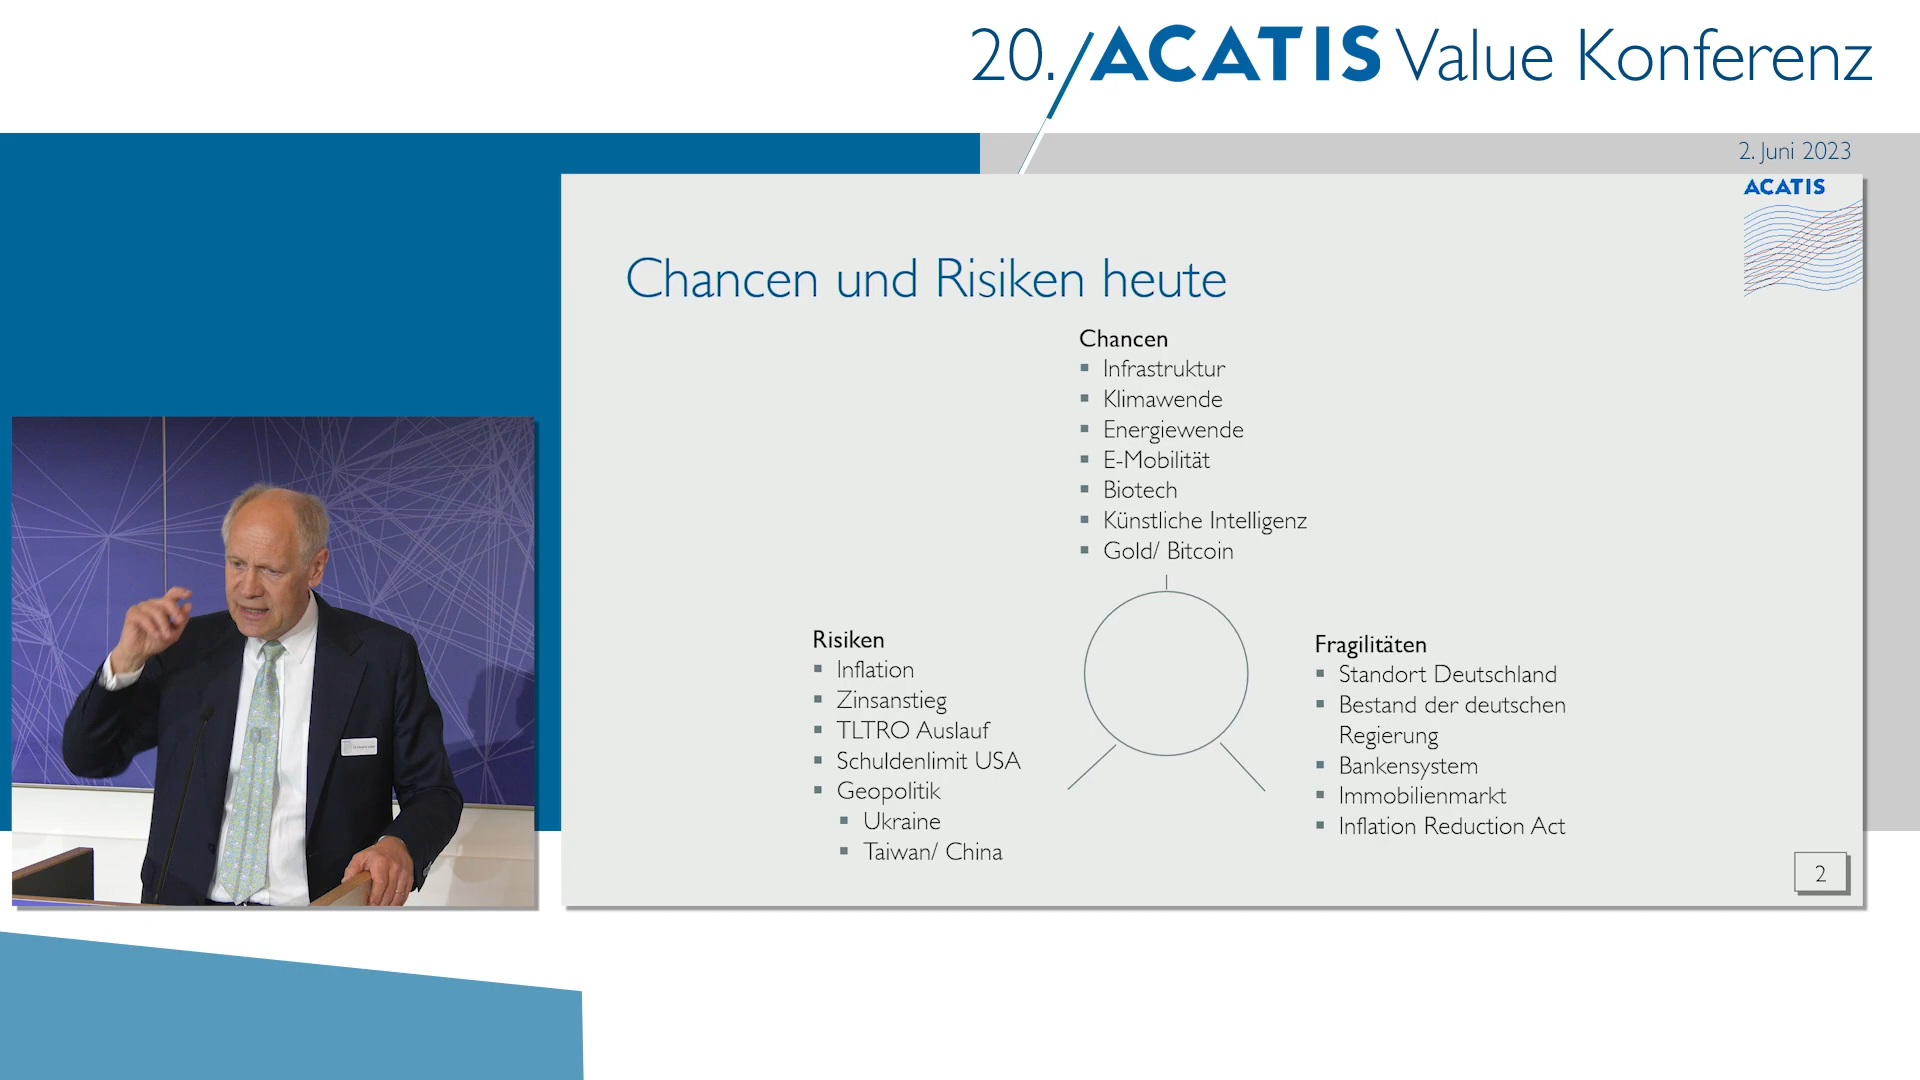 20. ACATIS Value Konferenz
2. Juni 2023
ACATIS
Chancen und Risiken heute
Chancen
▪ Infrastruktur
▪ Klimawende
▪ Energiewende
▪ E-Mobilität
▪ Biotech
▪ Künstliche Intelligenz
▪ Gold/ Bitcoin
Risiken
▪ Inflation
▪ Zinsanstieg
▪ TLTRO Auslauf
▪ Schuldenlimit USA
▪ Geopolitik
▪ Ukraine
▪ Taiwan/ China
Fragilitäten
▪ Standort Deutschland
▪ Bestand der deutschen
Regierung
▪ Bankensystem
▪ Immobilienmarkt
▪ Inflation Reduction Act
2